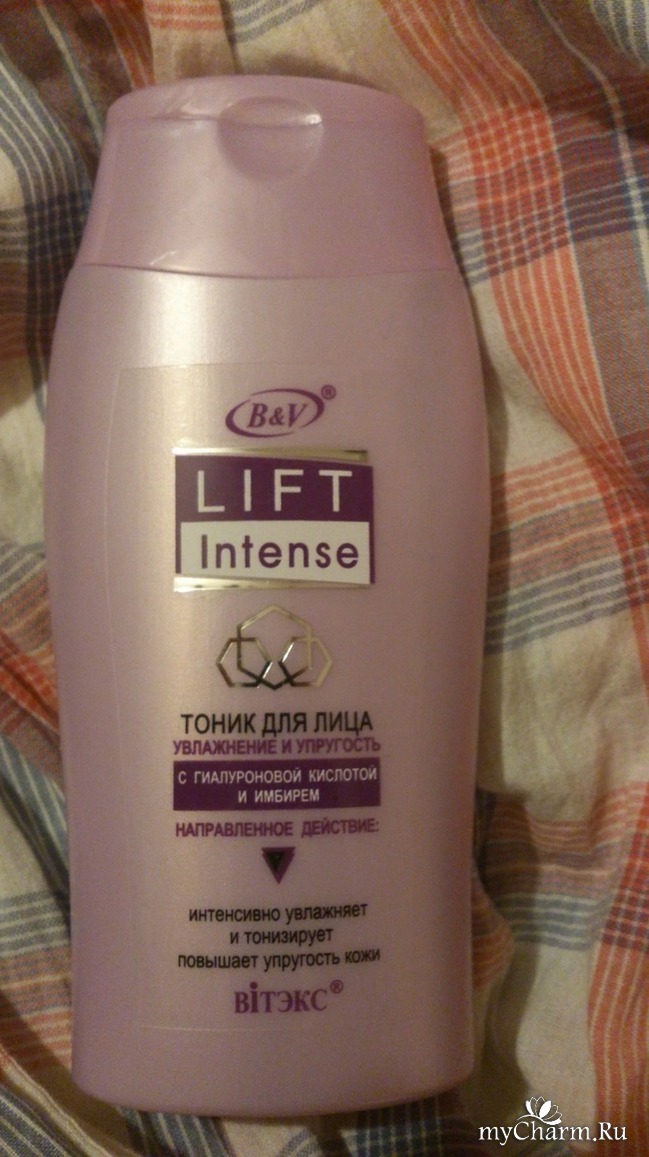 B&V®
LIFT
Intense
ТОНИК ДЛЯ ЛИЦА
УВЛАЖНЕНИЕ И УПРУГОСТЬ
С ГИАЛУРОНОВОЙ КИСЛОТОЙ
И ИМБИРЕМ
НАПРАВЛЕННОЕ ДЕЙСТВИЕ:
интенсивно увлажняет
и тонизирует
повышает упругость кожи
ВіТЭКС®
myCharm.Ru